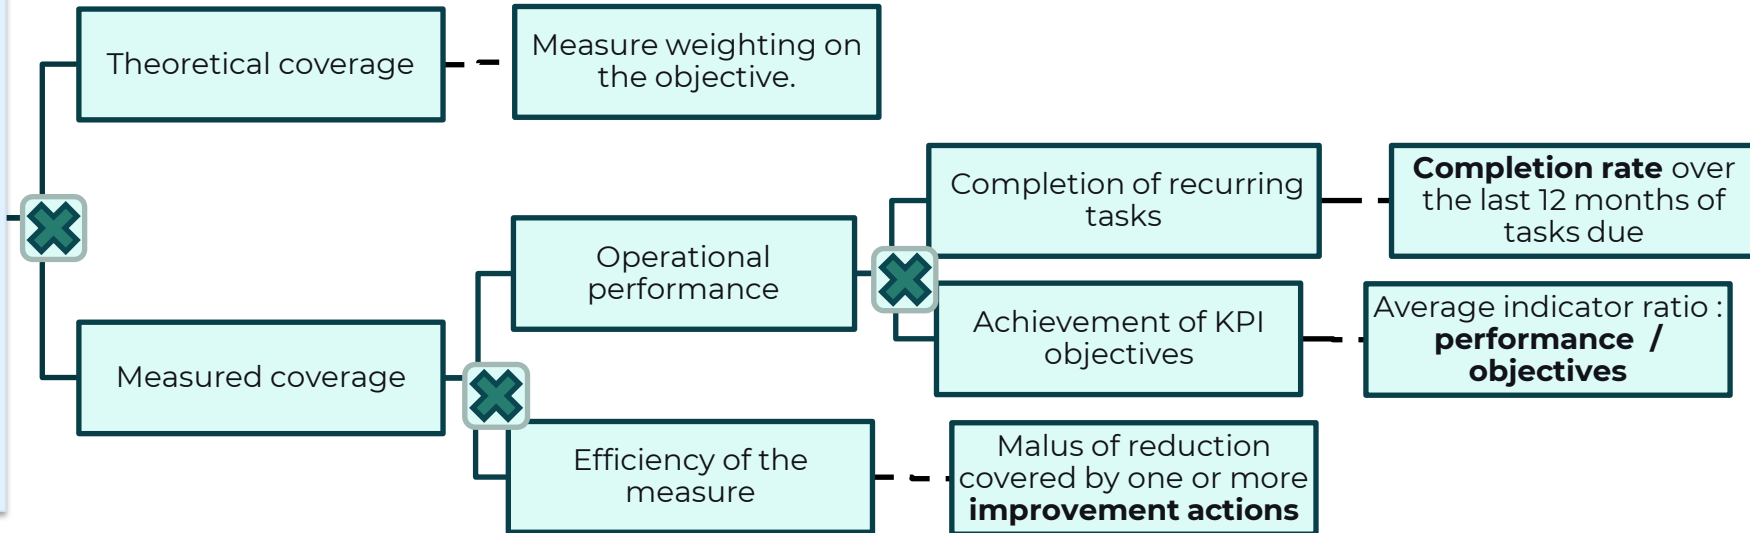 Theoretical coverage
Measure weighting on
the objective.
Completion of recurring
tasks
Completion rate over
the last 12 months of
tasks due
Operational
performance
Achievement of KPI
objectives
Average indicator ratio :
performance /
objectives
Measured coverage
Efficiency of the
measure
Malus of reduction
covered by one or more
improvement actions